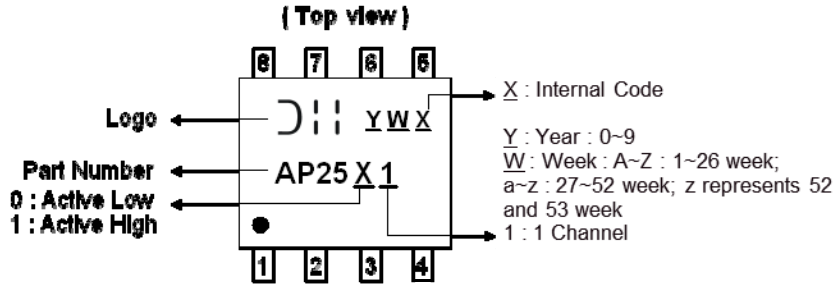 ( Top view )
8 7 6 5
X : Internal Code
Logo
Y W X
Y : Year : 0~9
W : Week : A~Z : 1~26 week;
a~z : 27~52 week; z represents 52
and 53 week
Part Number
AP25 X 1
0 : Active Low
1 : Active High
1 : 1 Channel
1 2 3 4